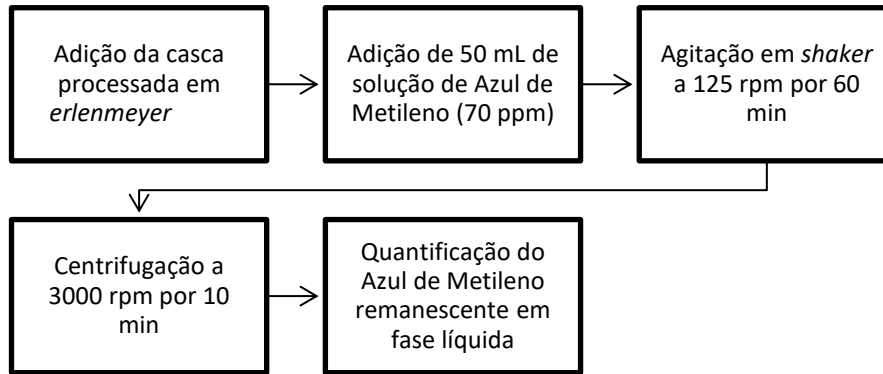 Adição da casca
processada em
erlenmeyer
Adição de 50 mL de
solução de Azul de
Metileno (70 ppm)
Agitação em shaker
a 125 rpm por 60
min
Centrifugação a
3000 rpm por 10
min
Quantificação do
Azul de Metileno
remanescente em
fase líquida